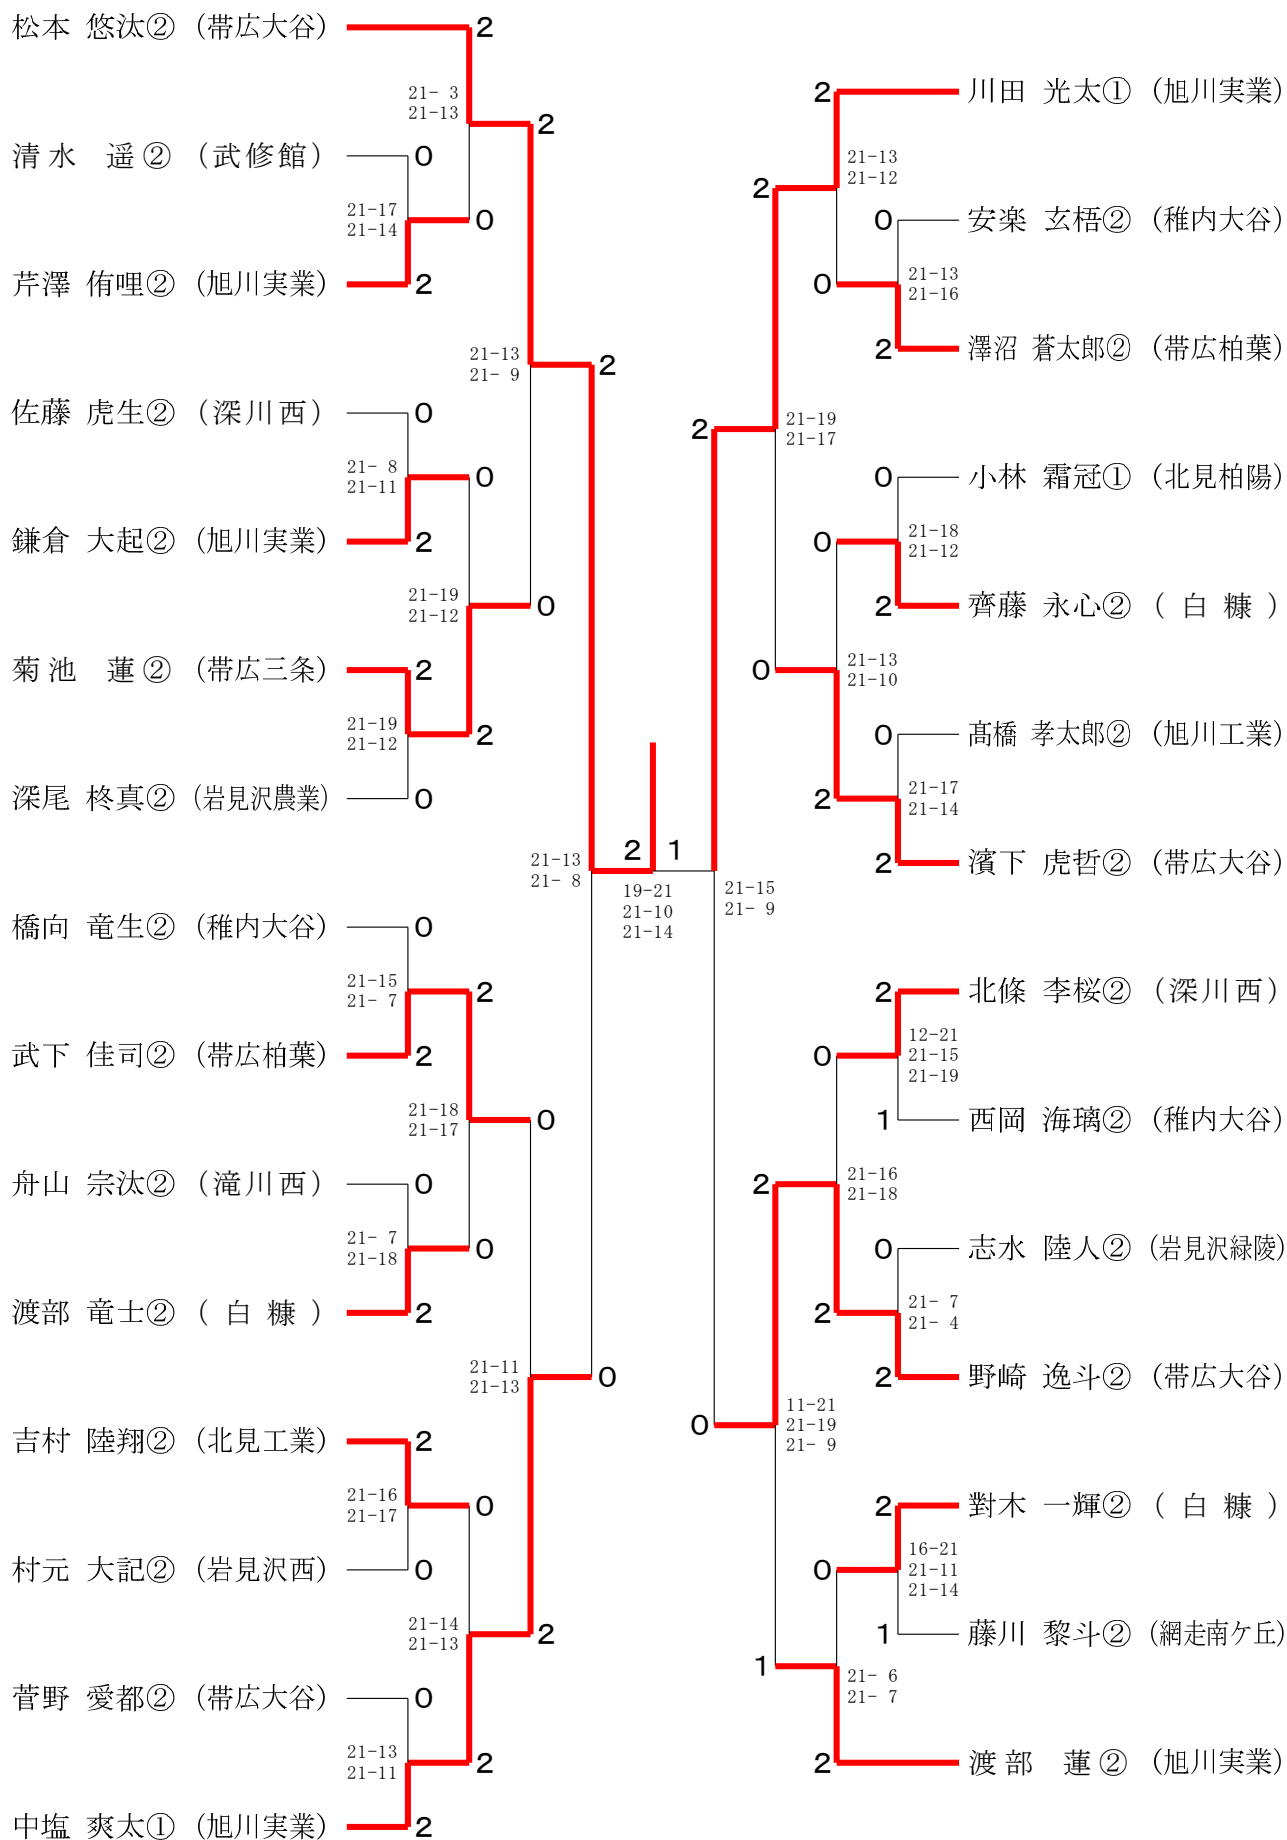 松本 悠汰② (帯広大谷) 2
21- 3
21-13
2
清水 遥② (武修館) 0
21-17
21-14
0
芹澤 侑哩② (旭川実業) 2
21-13
21- 9
2
佐藤 虎生② (深川西) 0
21- 8
21-11
0
鎌倉 大起② (旭川実業) 2
21-19
21-12
0
菊池 蓮② (帯広三条) 2
21-19
21-12
2
深尾 柊真② (岩見沢農業) 0
21-13
21- 8
橋向 竜生② (稚内大谷) 0
21-15
21- 7
2
武下 佳司② (帯広柏葉) 2
21-18
21-17
0
舟山 宗汰② (滝川西) 0
21- 7
21-18
0
渡部 竜士② (白糠) 2
21-11
21-13
0
吉村 陸翔② (北見工業) 2
21-16
21-17
0
村元 大記② (岩見沢西) 0
21-14
21-13
2
菅野 愛都② (帯広大谷) 0
21-13
21-11
2
中塩 爽太① (旭川実業) 2
2 1
19-21
21-10
21-14
2 川田 光太① (旭川実業)
21-13
21-12
2
0 安楽 玄梧② (稚内大谷)
21-13
21-16
0
2 澤沼 蒼太郎② (帯広柏葉)
21-19
21-17
2
0 小林 霜冠① (北見柏陽)
21-18
21-12
0
2 齊藤 永心② (白糠)
21-13
21-10
0
0 髙橋 孝太郎② (旭川工業)
21-17
21-14
2
2 濱下 虎哲② (帯広大谷)
21-15
21- 9
2 北條 李桜② (深川西)
12-21
21-15
21-19
0
1 西岡 海璃② (稚内大谷)
21-16
21-18
2
0 志水 陸人② (岩見沢緑陵)
21- 7
21- 4
2
2 野崎 逸斗② (帯広大谷)
11-21
21-19
21- 9
0
2 對木 一輝② (白糠)
16-21
21-11
21-14
0
1 藤川 黎斗② (網走南ケ丘)
21- 6
21- 7
1
2 渡部 蓮② (旭川実業)